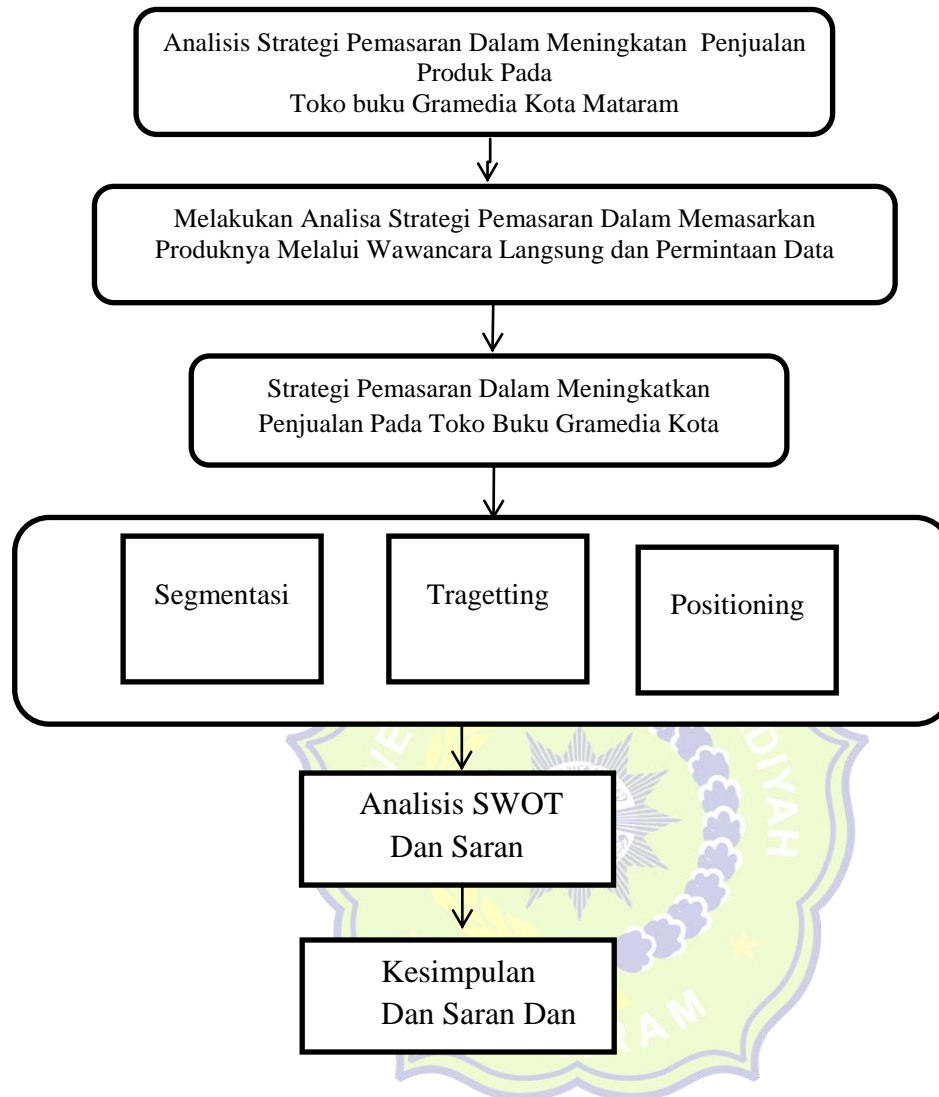 Analisis Strategi Pemasaran Dalam Meningkatan Penjualan
Produk Pada
Toko buku Gramedia Kota Mataram
Melakukan Analisa Strategi Pemasaran Dalam Memasarkan
Produknya Melalui Wawancara Langsung dan Permintaan Data
Strategi Pemasaran Dalam Meningkatkan
Penjualan Pada Toko Buku Gramedia Kota
Segmentasi
Tragetting
Positioning
Analisis SWOT
Dan Saran
Kesimpulan
Dan Saran Dan